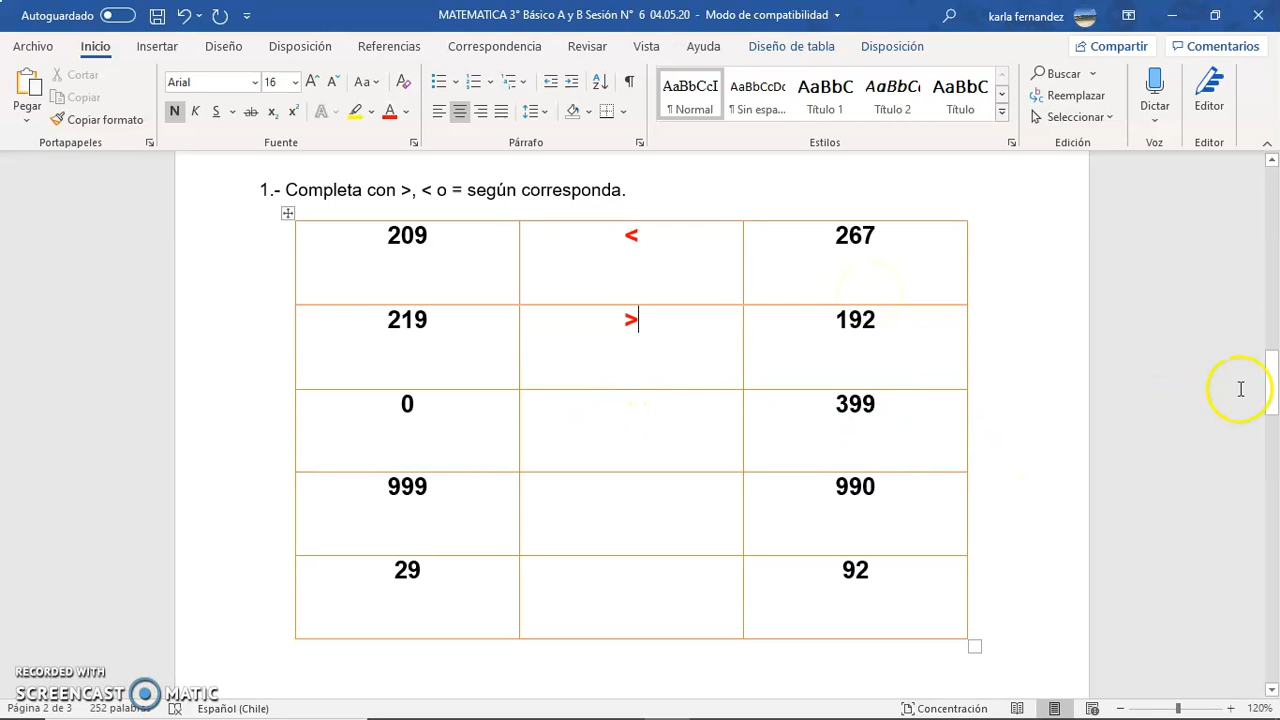 Autoguardado
MATEMATICA 3° Básico A y B Sesión N° 6 04.05.20 - Modo de compatibilidad
karla fernandez
Archivo Inicio Insertar Diseño Disposición Referencias Correspondencia Revisar Vista Ayuda Diseño de tabla Disposición Compartir Comentarios
Pegar
Cortar
Copiar
Copiar formato
Portapapeles
Arial 16
Aa
N K S ab x₂ x² A A
Fuente
Párrafo
AaBbCcI AaBbCcDc AaBbC AaBbCc AaBbC
¶ Normal ¶ Sin espa... Título 1 Título 2 Título
Estilos
Buscar
Reemplazar
Seleccionar
Edición
Dictar
Voz
Editor
Editor
1.- Completa con >, < o = según corresponda.
209 < 267
219 > 192
0 399
999 990
29 92
RECORDED WITH
SCREENCAST MATIC
Página 2 de 3 252 palabras Español (Chile) Concentración 120%